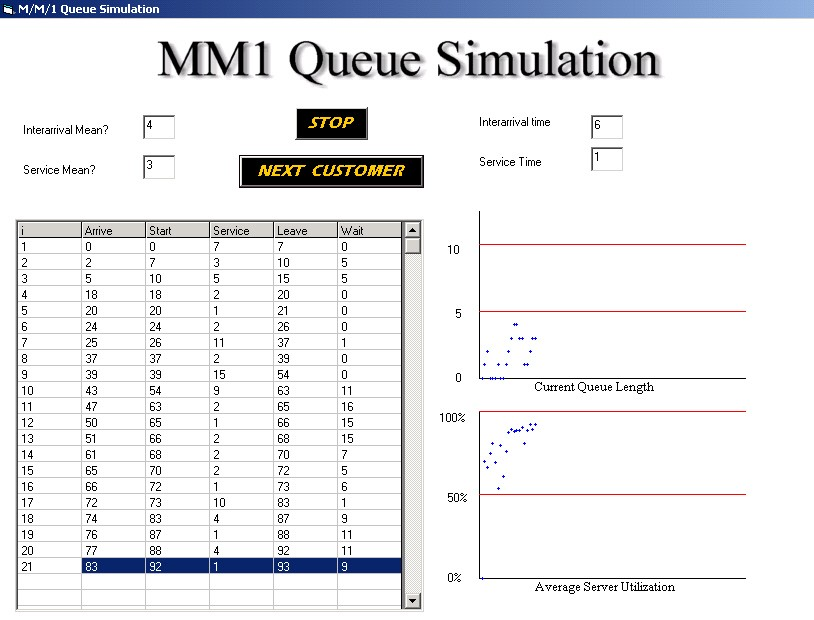 M/M/1 Queue Simulation
MM1 Queue Simulation
Interarrival Mean? 4
STOP
Interarrival time 6
Service Mean? 3
NEXT CUSTOMER
Service Time 1
i Arrive Start Service Leave Wait
1 0 0 7 7 0
2 2 7 3 10 5
3 5 10 5 15 5
4 18 18 2 20 0
5 20 20 1 21 0
6 24 24 2 26 0
7 25 26 11 37 1
8 37 37 2 39 0
9 39 39 15 54 0
10 43 54 9 63 11
11 47 63 2 65 16
12 50 65 1 66 15
13 51 66 2 68 15
14 61 68 2 70 7
15 65 70 2 72 5
16 66 72 1 73 6
17 72 73 10 83 1
18 74 83 4 87 9
19 76 87 1 88 11
20 77 88 4 92 11
21 83 92 1 93 9
10
5
0
Current Queue Length
100%
50%
0%
Average Server Utilization